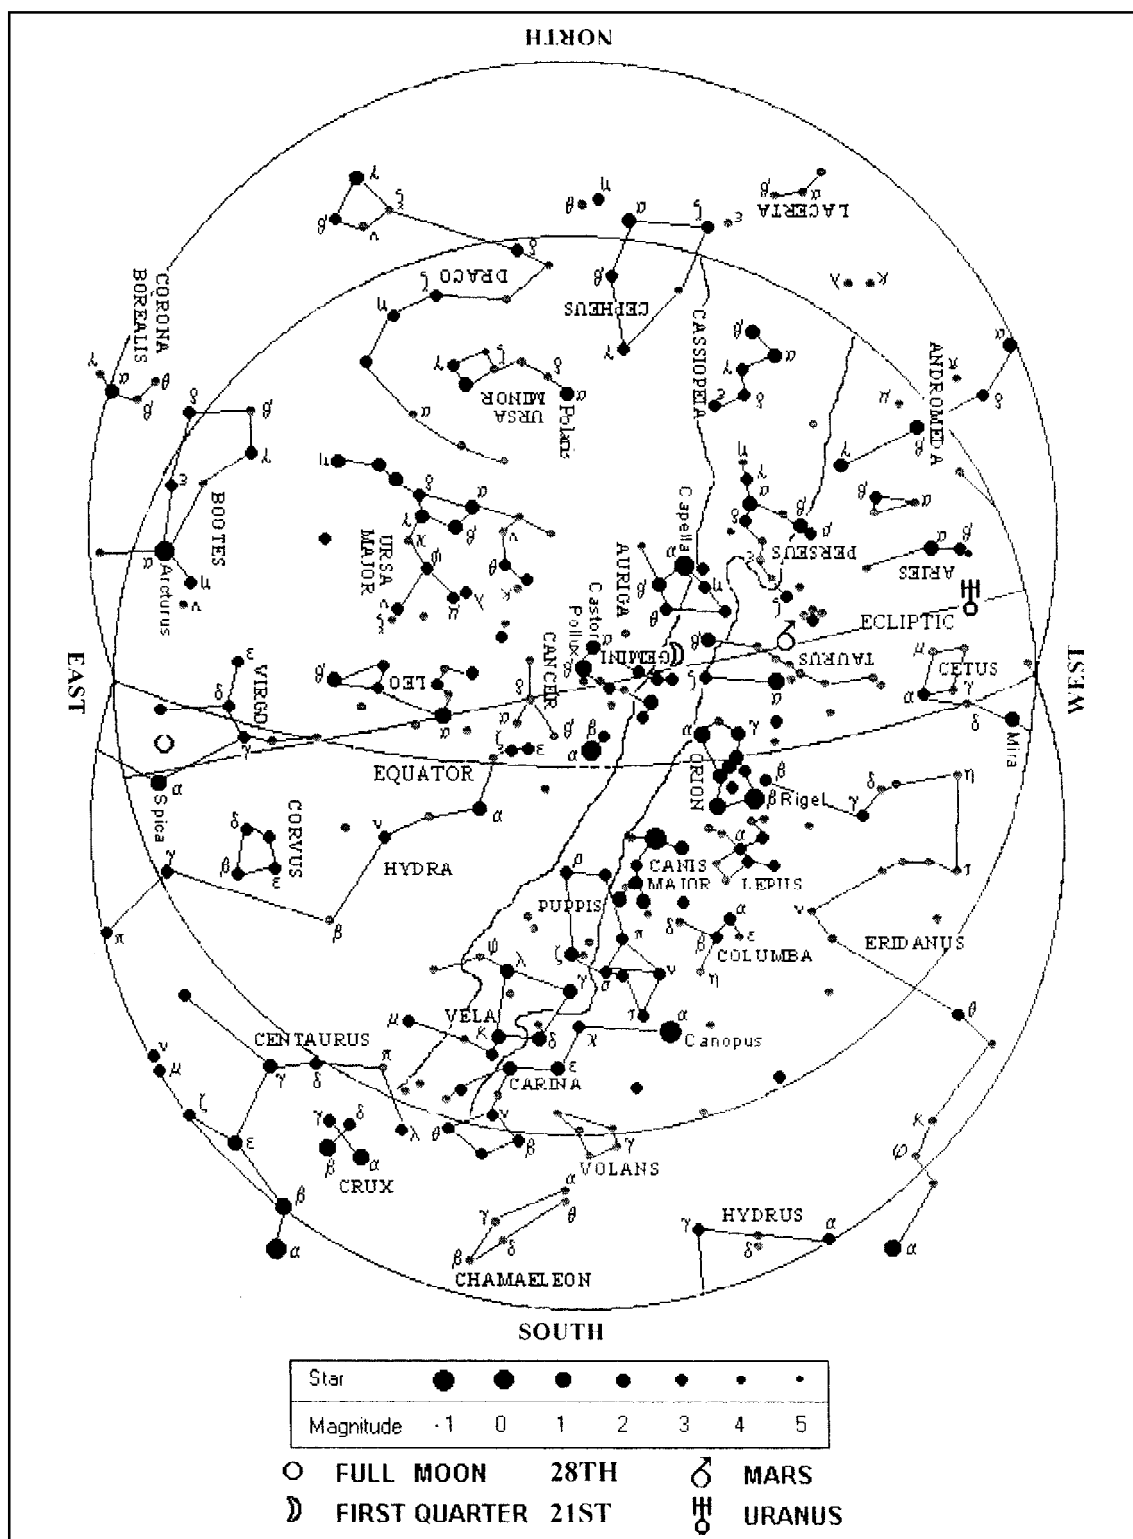 NORTH
LACERTA
DRACO
CEPHEUS
CORONA
BOREALIS
CASSIOPEIA
ANDROMEDA
URSA
MINOR
Polaris
BOOTES
URSA
MAJOR
Capella
PERSEUS
AURIGA
ARIES
Arcturus
Castor
Pollux
ECLIPTIC
EAST
WEST
VIRGO
LEO
CANCER
GEMINI
TAURUS
CETUS
Mira
EQUATOR
ORION
Rigel
Spica
CORVUS
HYDRA
CANIS
MAJOR
LEPUS
PUPPIS
COLUMBA
ERIDANUS
VELA
CENTAURUS
Canopus
CARINA
CRUX
VOLANS
HYDRUS
CHAMAELEON
SOUTH
Star
Magnitude -1 0 1 2 3 4 5
FULL MOON 28TH MARS
FIRST QUARTER 21ST URANUS